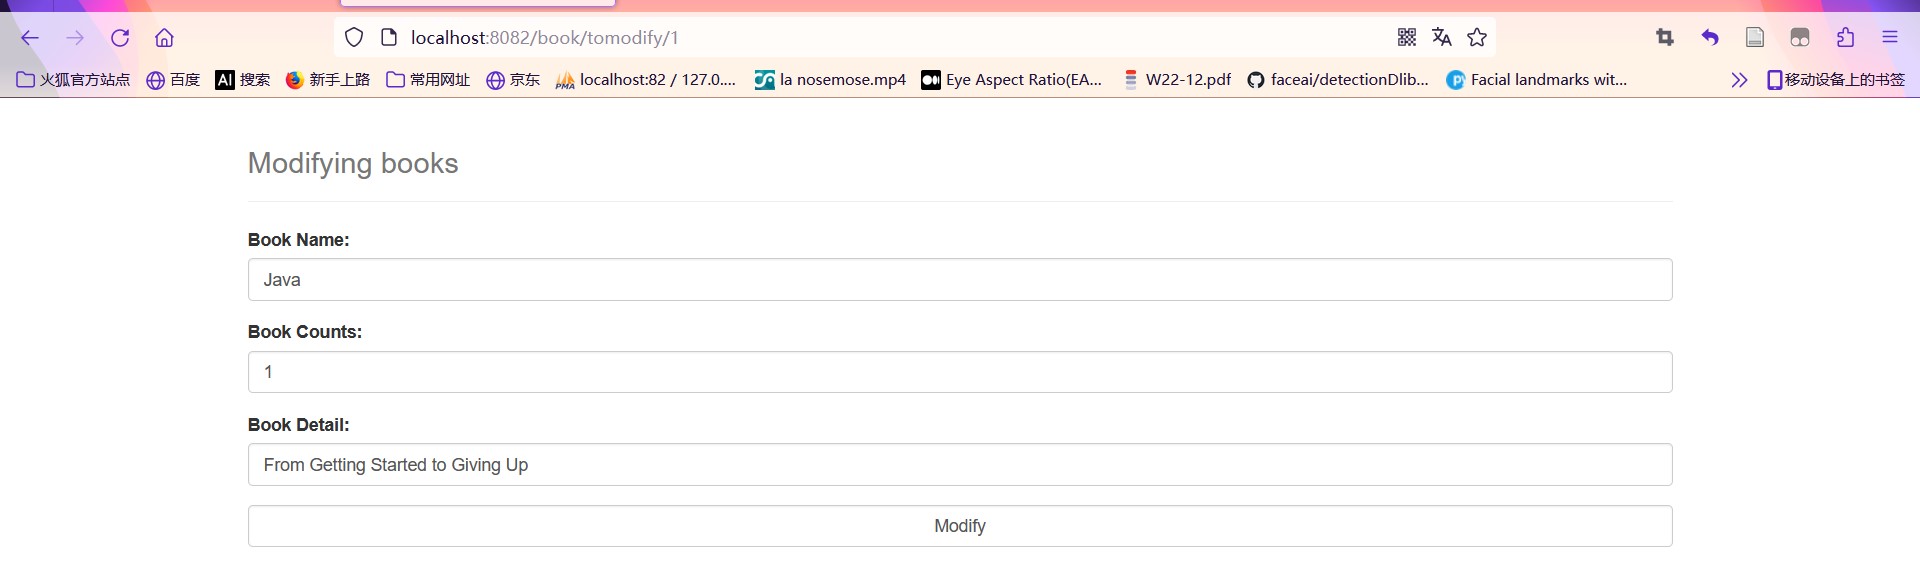 localhost:8082/book/tomodify/1
火狐官方站点 百度 AI 搜索 新手上路 常用网址 京东 PMA localhost:82 / 127.0.... la nosemose.mp4 Eye Aspect Ratio(EA... W22-12.pdf faceai/detectionDlib... Facial landmarks wit... 移动设备上的书签
Modifying books
Book Name:
Java
Book Counts:
1
Book Detail:
From Getting Started to Giving Up
Modify